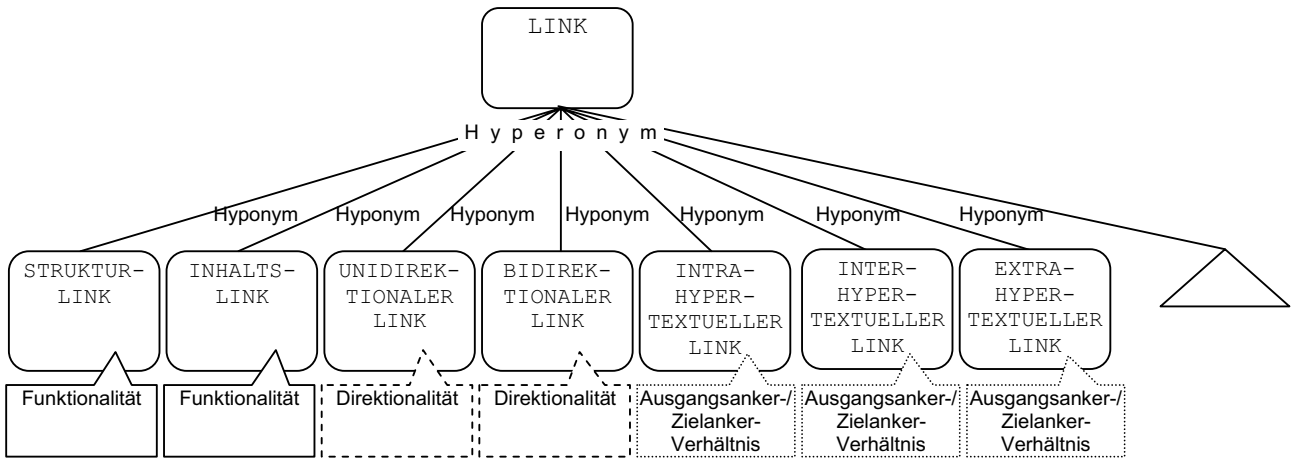 LINK
H y p e r o n y m
Hyponym Hyponym Hyponym Hyponym Hyponym Hyponym Hyponym
STRUKTUR-
LINK
INHALTS-
LINK
UNIDIREK-
TIONALER
LINK
BIDIREK-
TIONALER
LINK
INTRA-
HYPER-
TEXTUELLER
LINK
INTER-
HYPER-
TEXTUELLER
LINK
EXTRA-
HYPER-
TEXTUELLER
LINK
Funktionalität
Funktionalität
Direktionalität
Direktionalität
Ausgangsanker-/
Zielanker-
Verhältnis
Ausgangsanker-/
Zielanker-
Verhältnis
Ausgangsanker-/
Zielanker-
Verhältnis